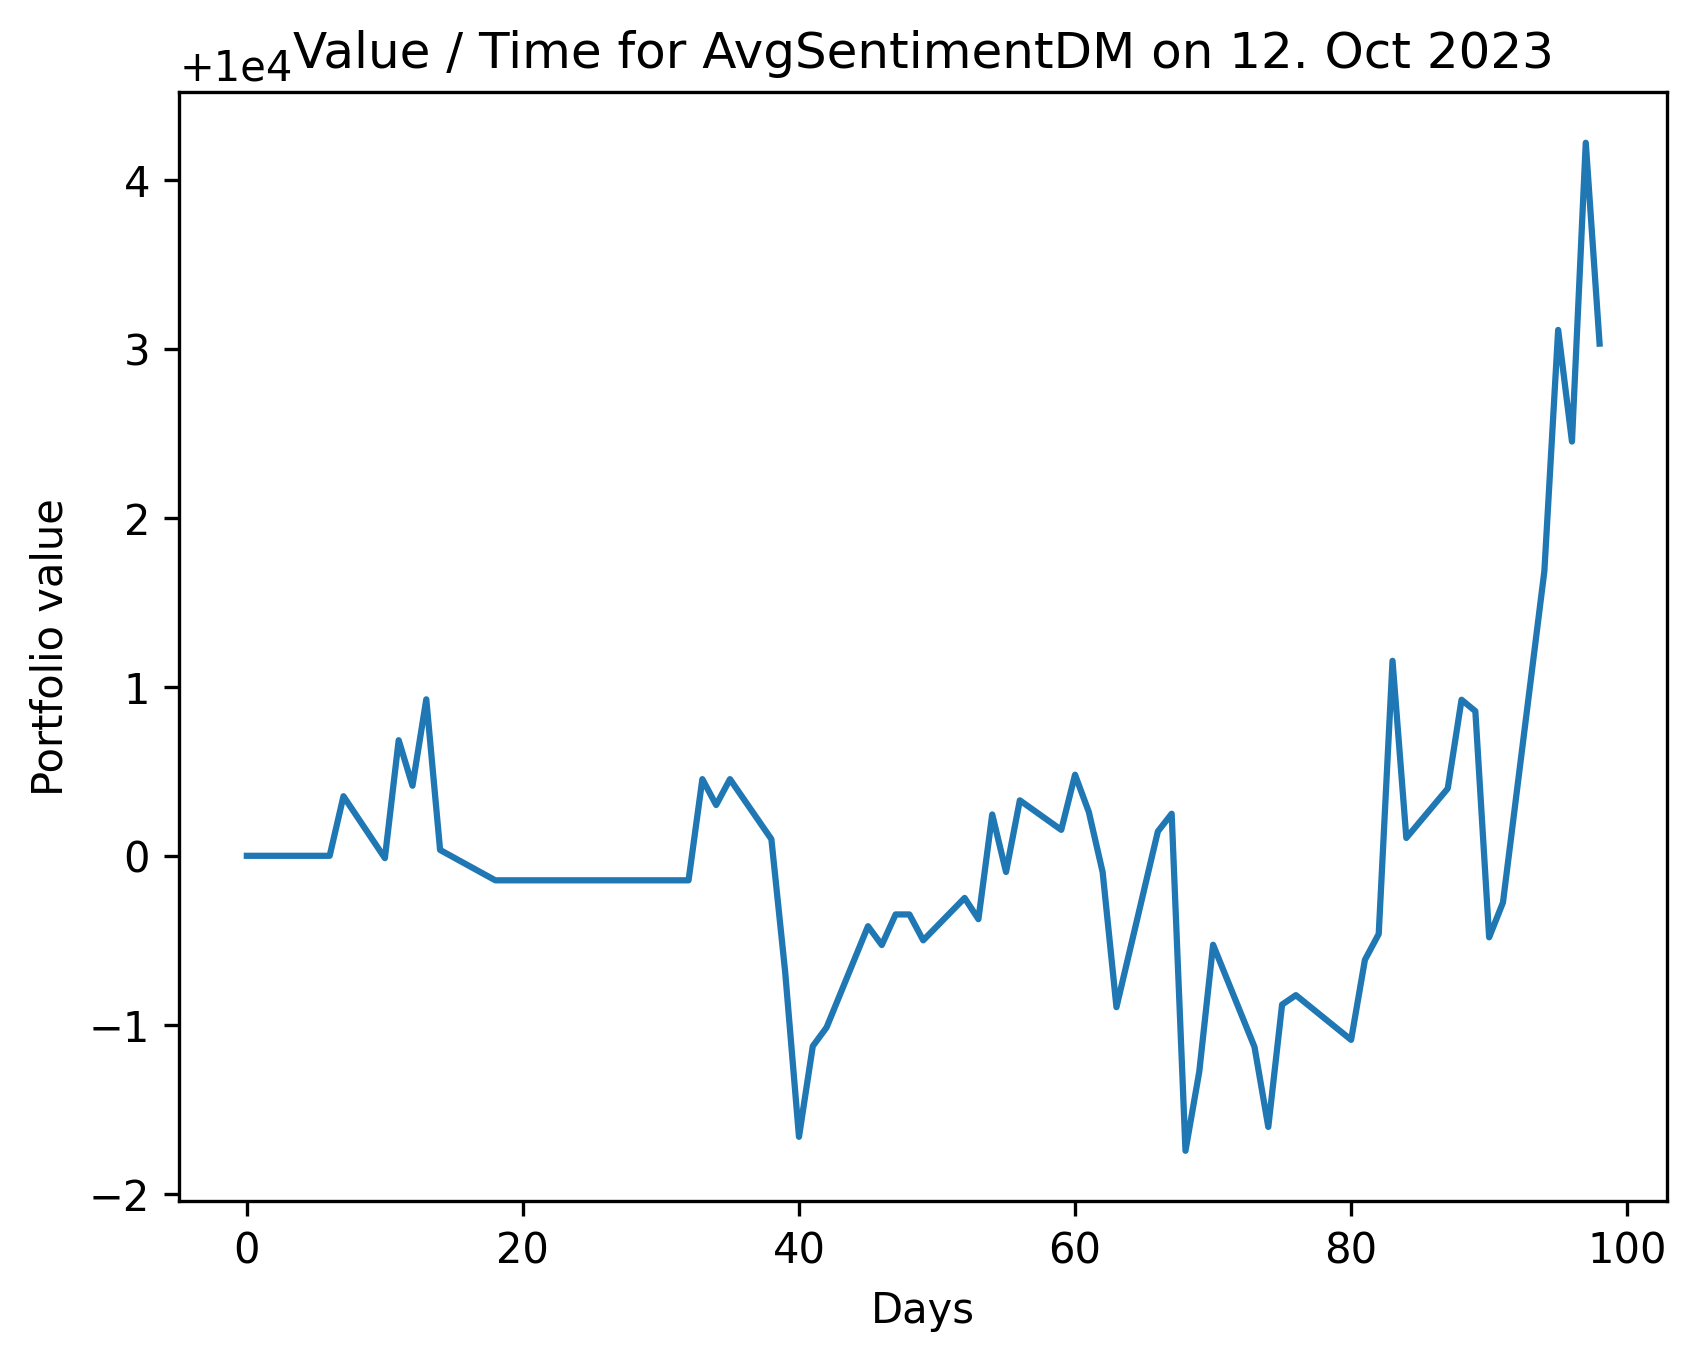 Value / Time for AvgSentimentDM on 12. Oct 2023
+1e4
4
3
2
1
0
−1
−2
Portfolio value
0 20 40 60 80 100
Days